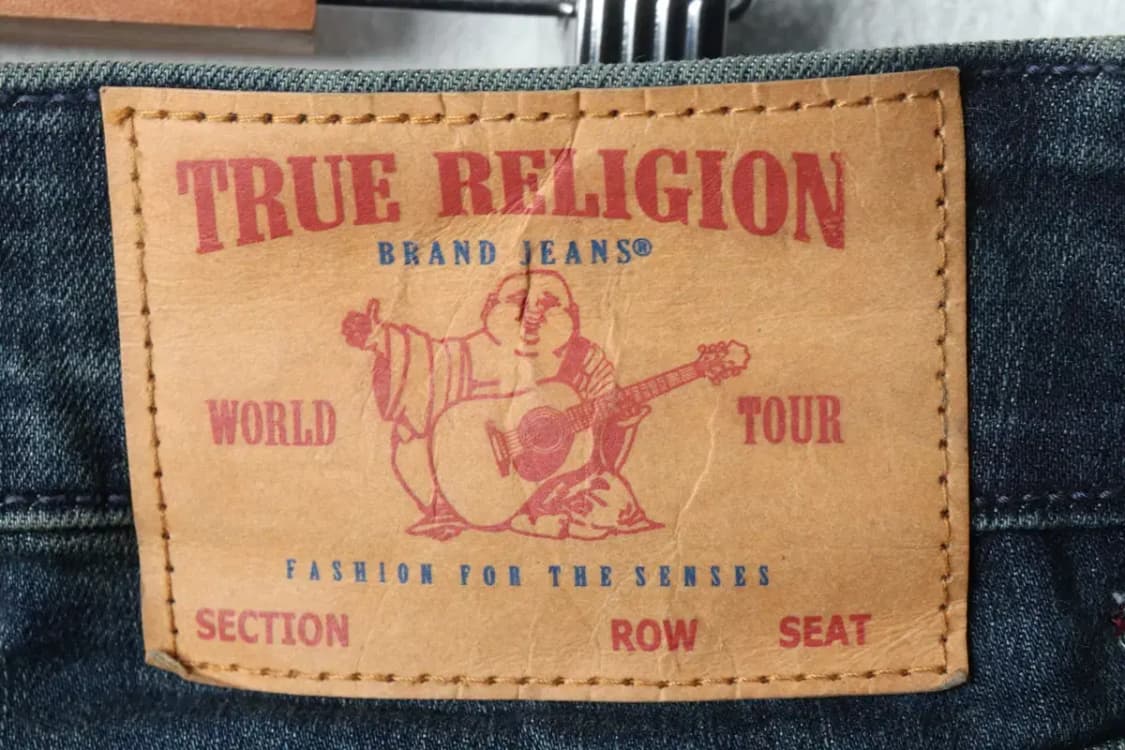 TRUE RELIGION
BRAND JEANS®
WORLD TOUR
FASHION FOR THE SENSES
SECTION ROW SEAT